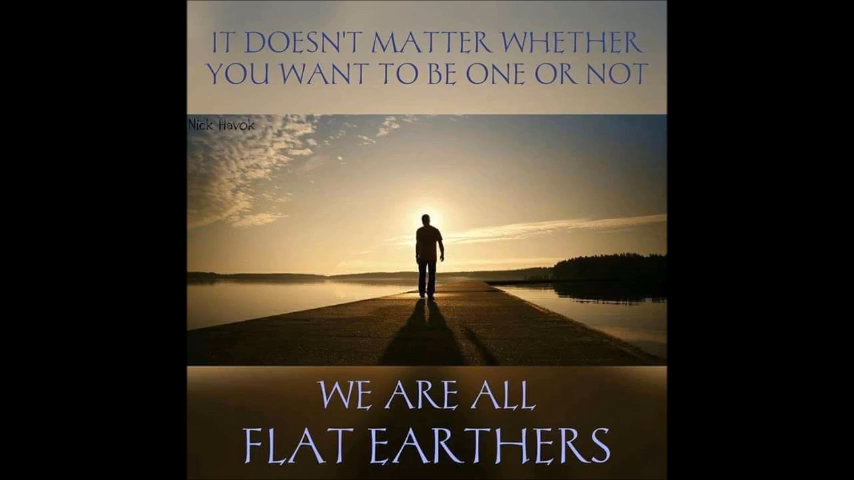 IT DOESN'T MATTER WHETHER
YOU WANT TO BE ONE OR NOT
Nick Havok
WE ARE ALL
FLAT EARTHERS